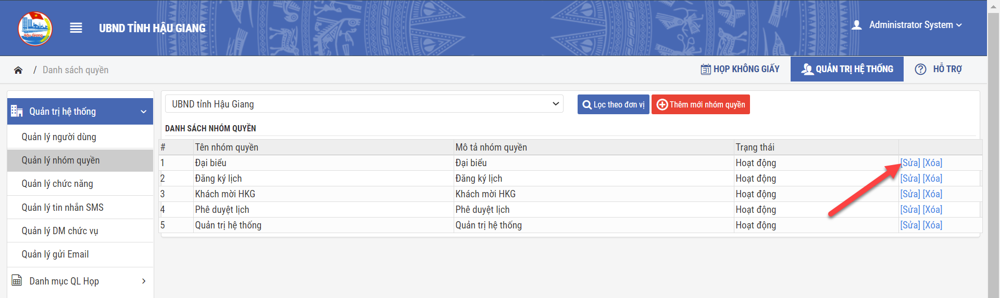 Hậu Giang
UBND TỈNH HẬU GIANG
Administrator System
/ Danh sách quyền
31 HỌP KHÔNG GIẤY
QUẢN TRỊ HỆ THỐNG
? HỖ TRỢ
Quản trị hệ thống
Quản lý người dùng
Quản lý nhóm quyền
Quản lý chức năng
Quản lý tin nhắn SMS
Quản lý DM chức vụ
Quản lý gửi Email
Danh mục QL Họp
UBND tỉnh Hậu Giang
Lọc theo đơn vị
Thêm mới nhóm quyền
DANH SÁCH NHÓM QUYỀN
# Tên nhóm quyền Mô tả nhóm quyền Trạng thái
1 Đại biểu Đại biểu Hoạt động [Sửa] [Xóa]
2 Đăng ký lịch Đăng ký lịch Hoạt động [Sửa] [Xóa]
3 Khách mời HKG Khách mời HKG Hoạt động [Sửa] [Xóa]
4 Phê duyệt lịch Phê duyệt lịch Hoạt động [Sửa] [Xóa]
5 Quản trị hệ thống Quản trị hệ thống Hoạt động [Sửa] [Xóa]